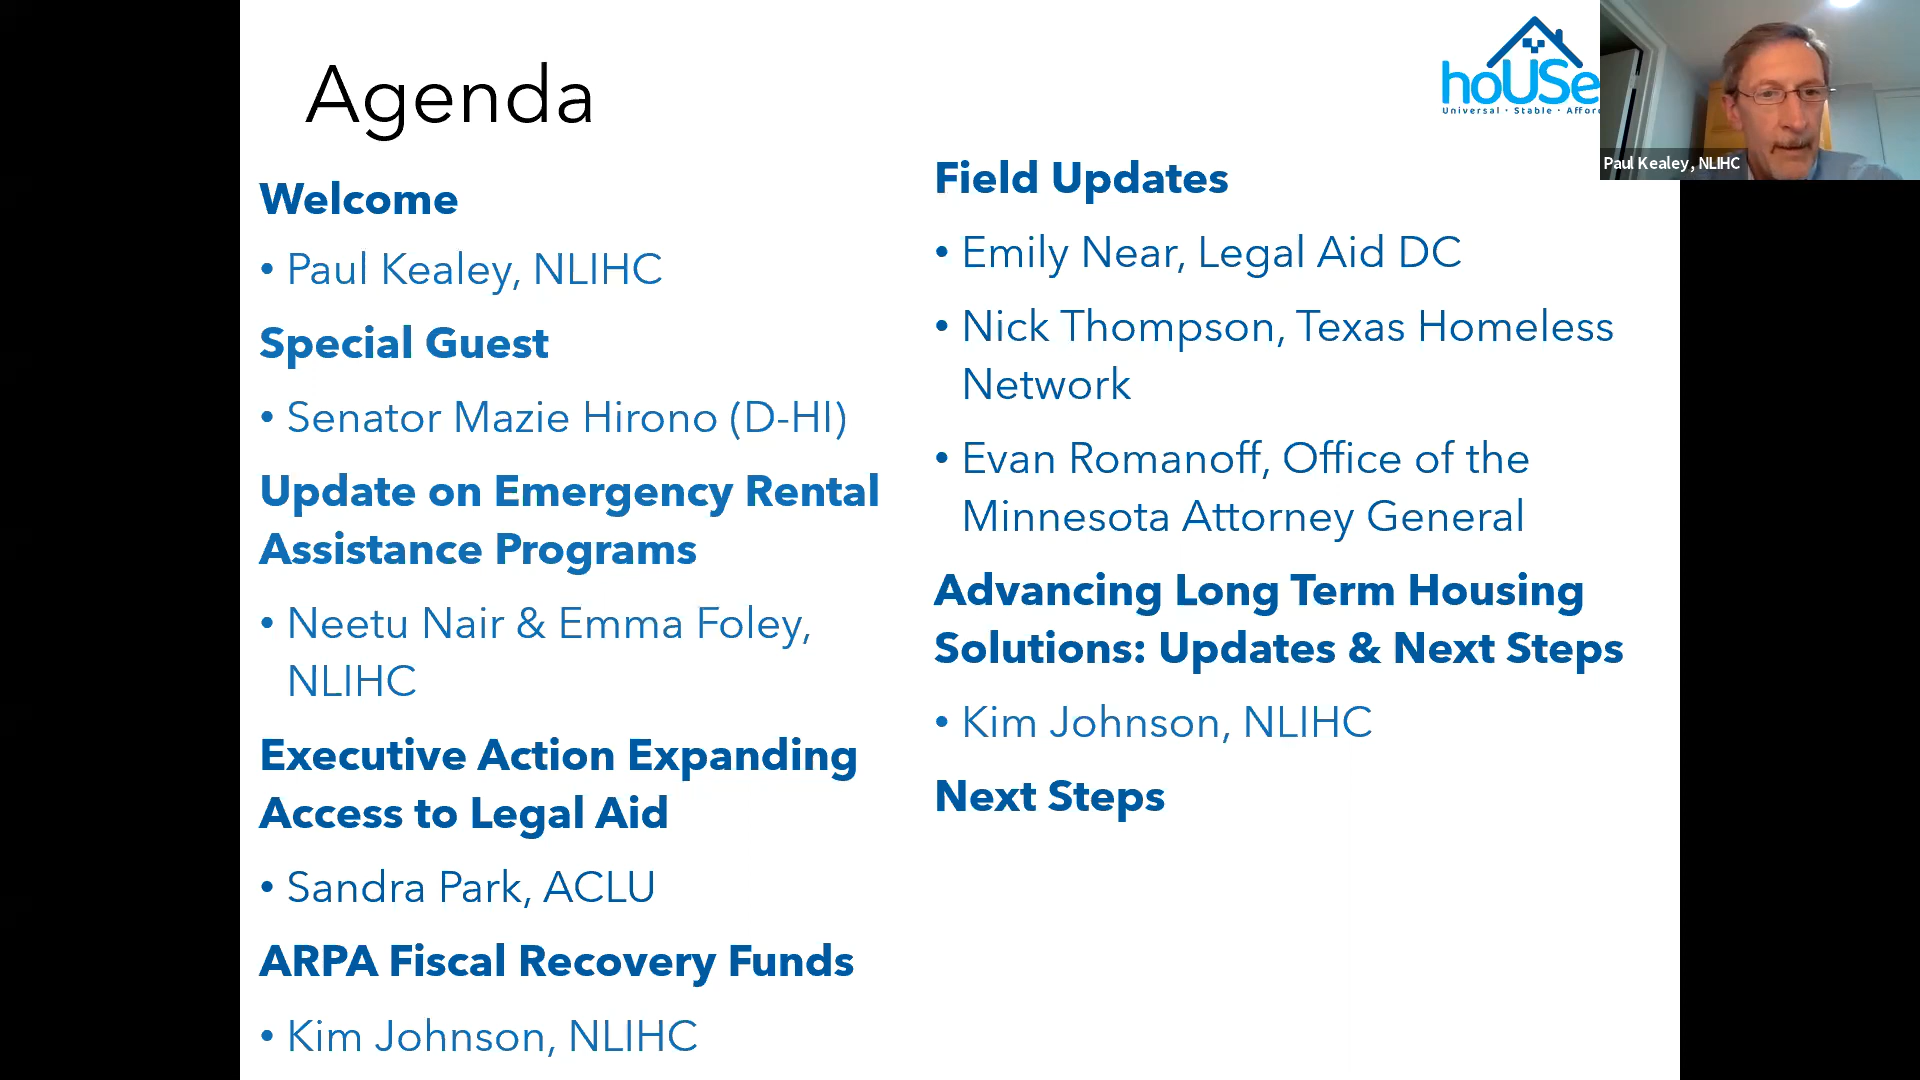 Agenda
Welcome
• Paul Kealey, NLIHC
Special Guest
• Senator Mazie Hirono (D-HI)
Update on Emergency Rental
Assistance Programs
• Neetu Nair & Emma Foley,
NLIHC
Executive Action Expanding
Access to Legal Aid
• Sandra Park, ACLU
ARPA Fiscal Recovery Funds
• Kim Johnson, NLIHC
Field Updates
• Emily Near, Legal Aid DC
• Nick Thompson, Texas Homeless
Network
• Evan Romanoff, Office of the
Minnesota Attorney General
Advancing Long Term Housing
Solutions: Updates & Next Steps
• Kim Johnson, NLIHC
Next Steps
hoUSe
Universal · Stable ·
Paul Kealey, NLIHC